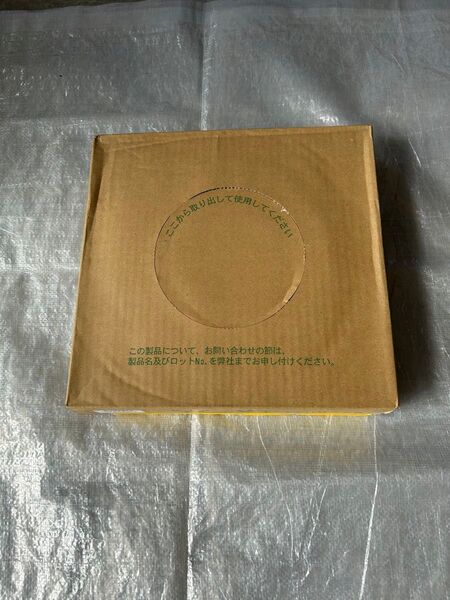 ここから取り出して使用してください
この製品について、お問い合わせの節は、
製品名及びロットNo.を弊社までお申し付けください。